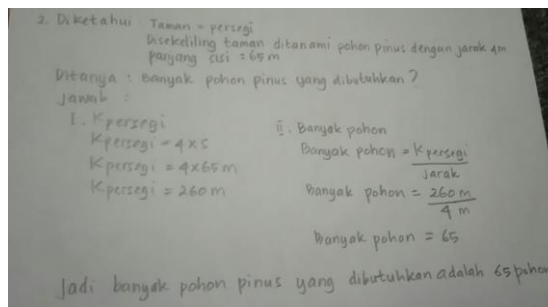 2. Diketahui : Taman = persegi
Disekeliling taman ditanami pohon pinus dengan jarak 4m
panjang sisi = 65 m
Ditanya : Banyak pohon pinus yang dibutuhkan ?
Jawab :
I. Kpersegi
Kpersegi = 4 x s
Kpersegi = 4 x 65 m
Kpersegi = 260 m
ii. Banyak pohon
Banyak pohon = Kpersegi
jarak
Banyak pohon = 260 m
4 m
Banyak pohon = 65
Jadi banyak pohon pinus yang dibutuhkan adalah 65 pohon